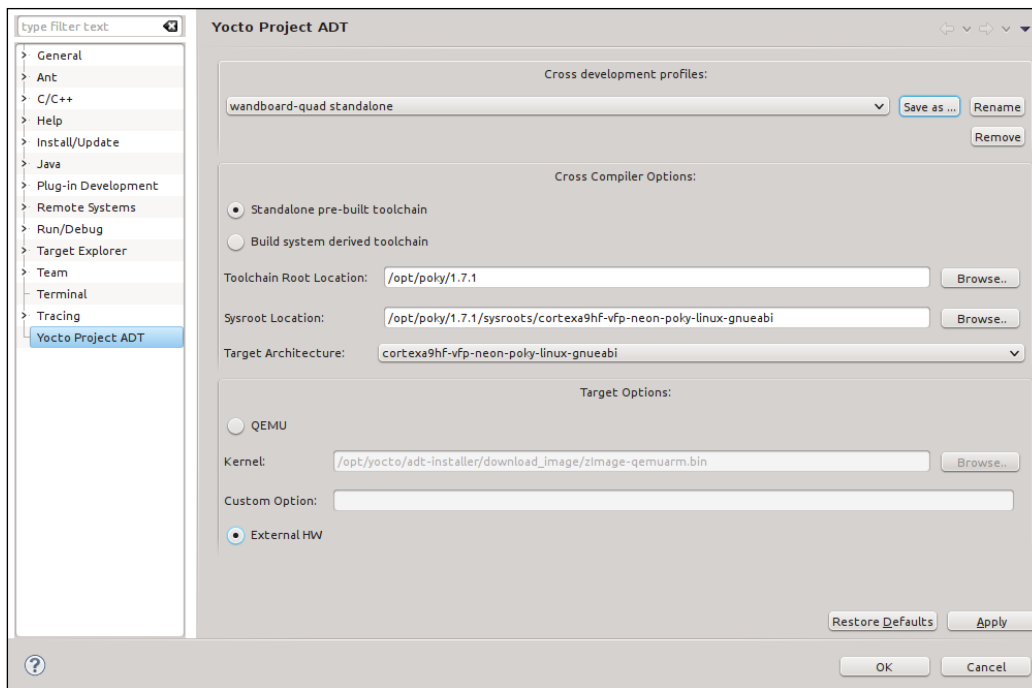 type filter text
General
Ant
C/C++
Help
Install/Update
Java
Plug-in Development
Remote Systems
Run/Debug
Target Explorer
Team
Terminal
Tracing
Yocto Project ADT
Yocto Project ADT
Cross development profiles:
wandboard-quad standalone Save as ... Rename
Remove
Cross Compiler Options:
Standalone pre-built toolchain
Build system derived toolchain
Toolchain Root Location: /opt/poky/1.7.1 Browse..
Sysroot Location: /opt/poky/1.7.1/sysroots/cortexa9hf-vfp-neon-poky-linux-gnueabi Browse..
Target Architecture: cortexa9hf-vfp-neon-poky-linux-gnueabi
Target Options:
QEMU
Kernel: /opt/yocto/adt-installer/download_image/zImage-qemuarm.bin Browse..
Custom Option:
External HW
Restore Defaults Apply
? OK Cancel